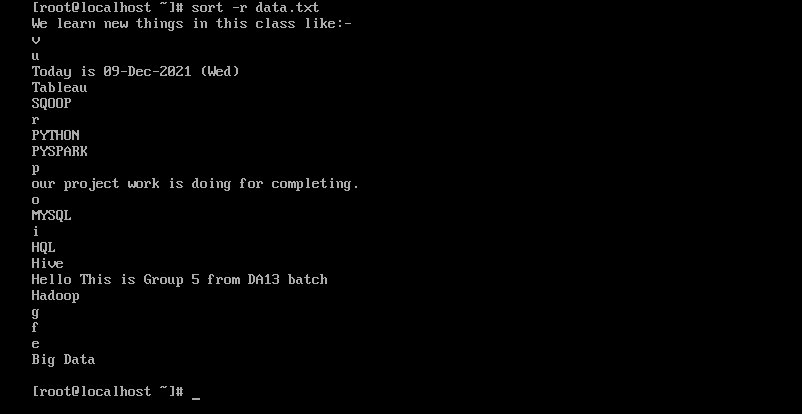 [root@localhost ~]# sort -r data.txt
We learn new things in this class like:-
v
u
Today is 09-Dec-2021 (Wed)
Tableau
SQOOP
r
PYTHON
PYSPARK
p
our project work is doing for completing.
o
MYSQL
i
HQL
Hive
Hello This is Group 5 from DA13 batch
Hadoop
g
f
e
Big Data

[root@localhost ~]# _